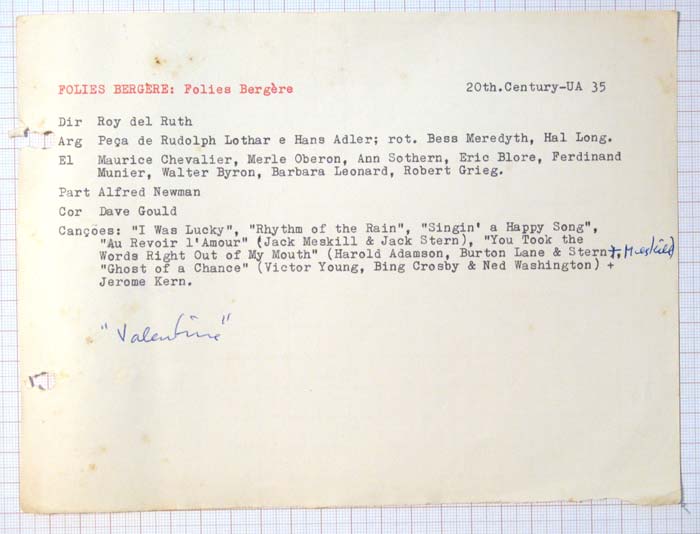 FOLIES BERGÈRE: Folies Bergère 20th.Century-UA 35
Dir Roy del Ruth
Arg Peça de Rudolph Lothar e Hans Adler; rot. Bess Meredyth, Hal Long.
El Maurice Chevalier, Merle Oberon, Ann Sothern, Eric Blore, Ferdinand
Munier, Walter Byron, Barbara Leonard, Robert Grieg.
Part Alfred Newman
Cor Dave Gould
Canções: "I Was Lucky", "Rhythm of the Rain", "Singin' a Happy Song",
"Au Revoir l'Amour" (Jack Meskill & Jack Stern), "You Took the
Words Right Out of My Mouth" (Harold Adamson, Burton Lane & Stern), + Meskill)
"Ghost of a Chance" (Victor Young, Bing Crosby & Ned Washington) +
Jerome Kern.
"Valentine"